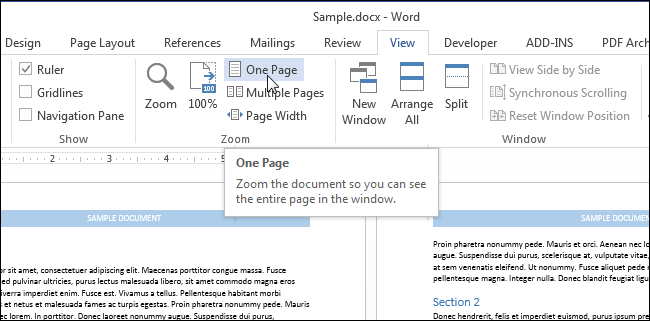 Sample.docx - Word
Design Page Layout References Mailings Review View Developer ADD-INS PDF Arch
Ruler
Gridlines
Navigation Pane
Show
Zoom
100%
100
One Page
Multiple Pages
Page Width
Zoom
New Window
Arrange All
Split
View Side by Side
Synchronous Scrolling
Reset Window Position
Window
2 3 4 5
One Page
Zoom the document so you can see
the entire page in the window.
SAMPLE DOCUMENT
SAMPLE DOCUMENT
or sit amet, consectetuer adipiscing elit. Maecenas porttitor congue massa. Fusce
ed pulvinar ultricies, purus lectus malesuada libero, sit amet commodo magna eros
viverra imperdiet enim. Fusce est. Vivamus a tellus. Pellentesque habitant morbi
s et netus et malesuada fames ac turpis egestas. Proin pharetra nonummy pede. Mauris
m. In porttitor. Donec laoreet nonummy augue. Suspendisse dui purus,
Proin pharetra nonummy pede. Mauris et orci. Aenean nec lo
augue. Suspendisse dui purus, scelerisque at, vulputate vitae,
at sem venenatis eleifend. Ut nonummy. Fusce aliquet pede n
pellentesque magna. Integer nulla. Donec blandit feugiat ligu
Section 2
Donec hendrerit, felis et imperdiet euismod, purus ipsum pre